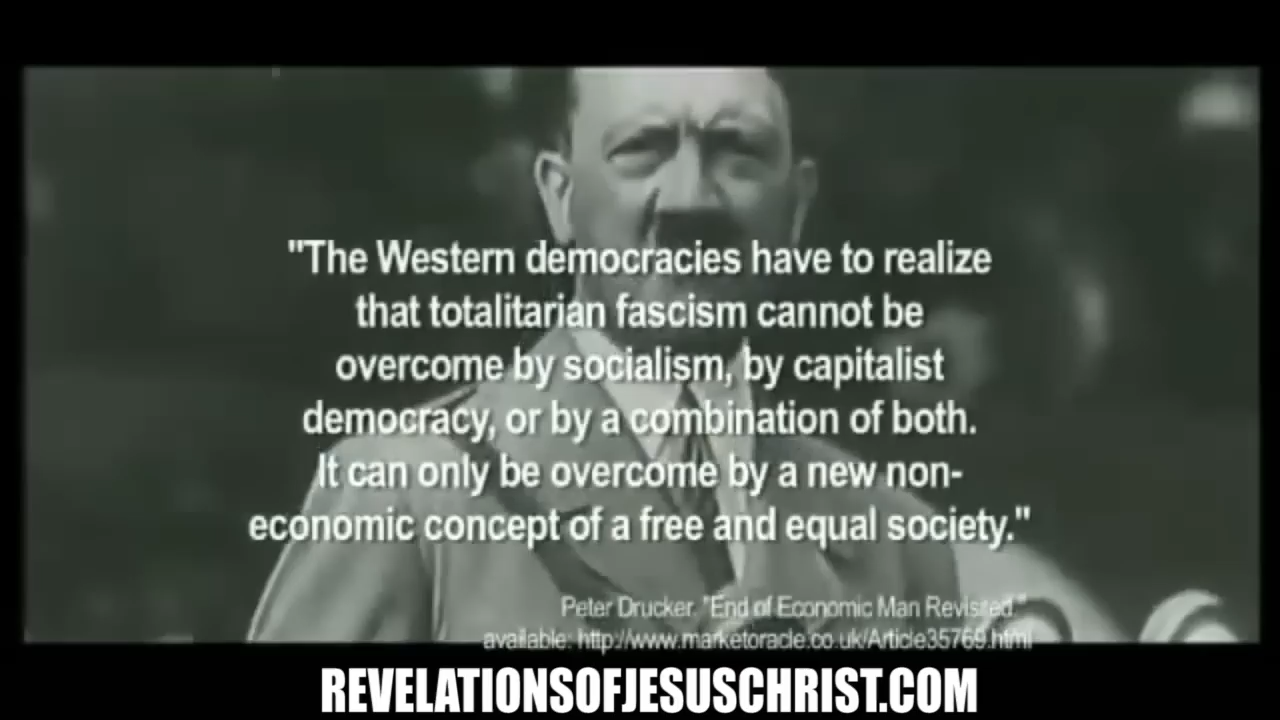 "The Western democracies have to realize
that totalitarian fascism cannot be
overcome by socialism, by capitalist
democracy, or by a combination of both.
It can only be overcome by a new non-
economic concept of a free and equal society."
Peter Drucker. "End of Economic Man Revisited."
available: http://www.marketoracle.co.uk/Article35769.html
REVELATIONSOFJESUSCHRIST.COM